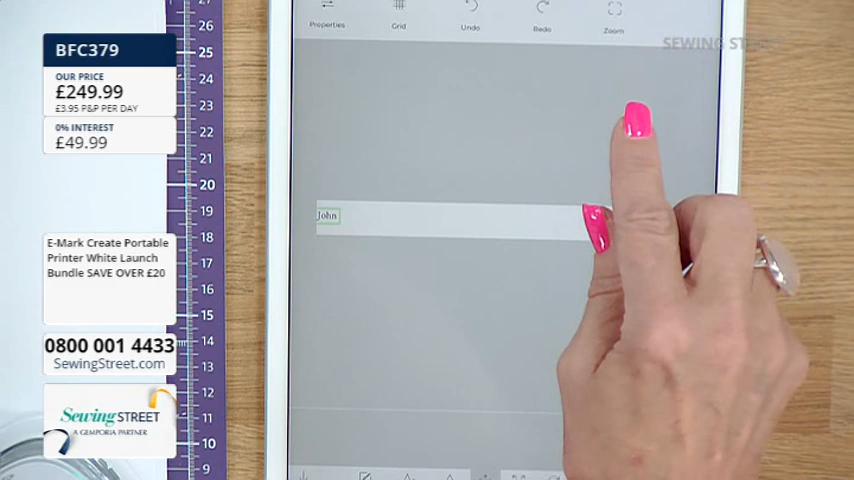 BFC379
OUR PRICE
£249.99
£3.95 P&P PER DAY
0% INTEREST
£49.99
E-Mark Create Portable
Printer White Launch
Bundle SAVE OVER £20
0800 001 4433
SewingStreet.com
Sewing STREET
A GEMPORIA PARTNER
26
25
24
23
22
21
20
19
18
17
16
15
14
13
12
11
10
9
Properties
Grid
Undo
Redo
Zoom
SEWING STREET
John